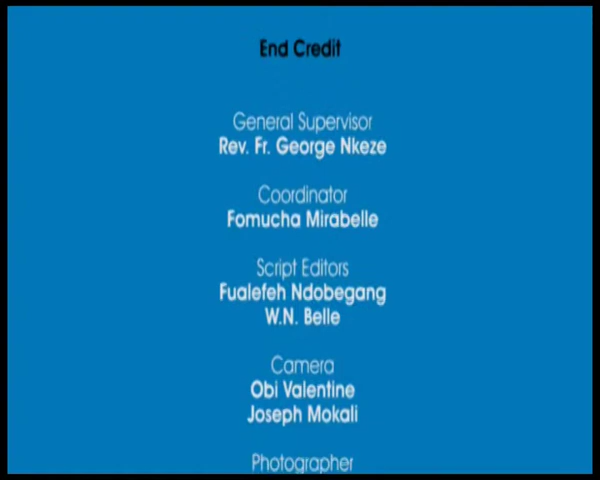 End Credit
General Supervisor
Rev. Fr. George Nkeze
Coordinator
Fomucha Mirabelle
Script Editors
Fualefeh Ndobegang
W.N. Belle
Camera
Obi Valentine
Joseph Mokali
Photographer